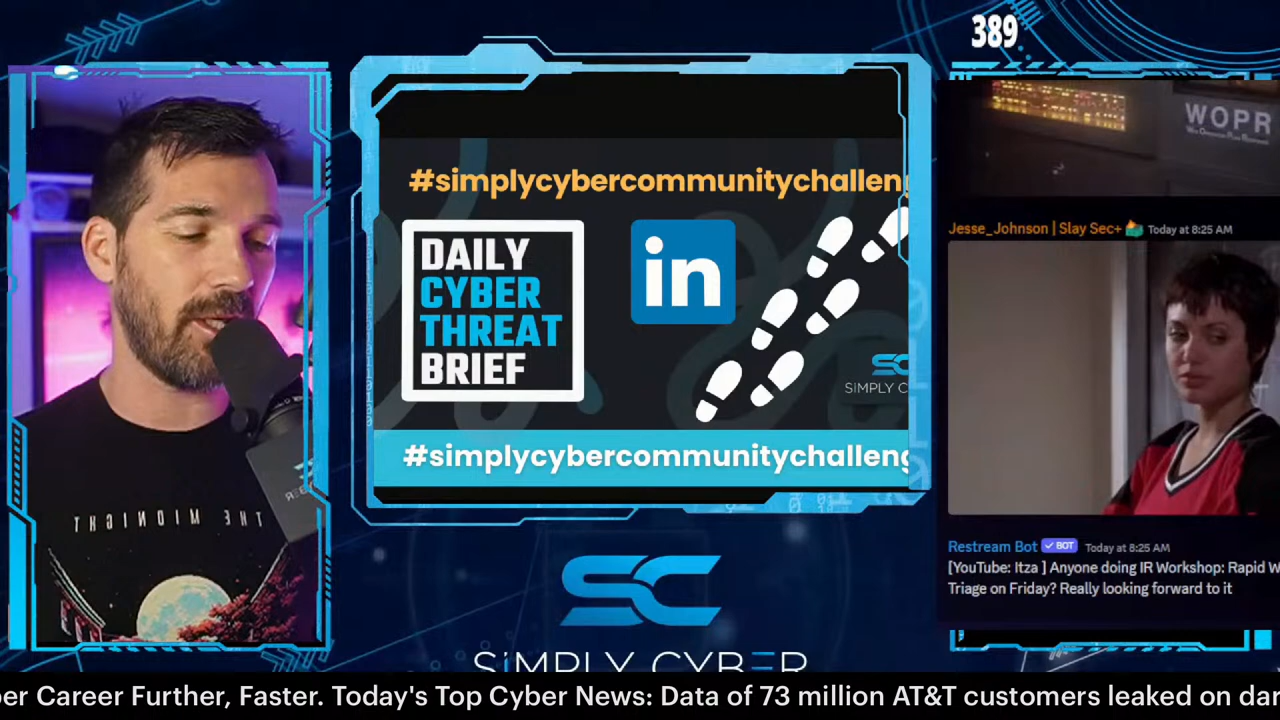 389
WOPR
#simplycybercommunitychalleng
DAILY
CYBER
THREAT
BRIEF
in
SC
SIMPLY C
#simplycybercommunitychalleng
Jesse_Johnson | Slay Sec+ Today at 8:25 AM
THE MIDNIGHT
Restream Bot BOT Today at 8:25 AM
[YouTube: Itza ] Anyone doing IR Workshop: Rapid W
Triage on Friday? Really looking forward to it
SC
SIMPLY CYBER
er Career Further, Faster. Today's Top Cyber News: Data of 73 million AT&T customers leaked on dar